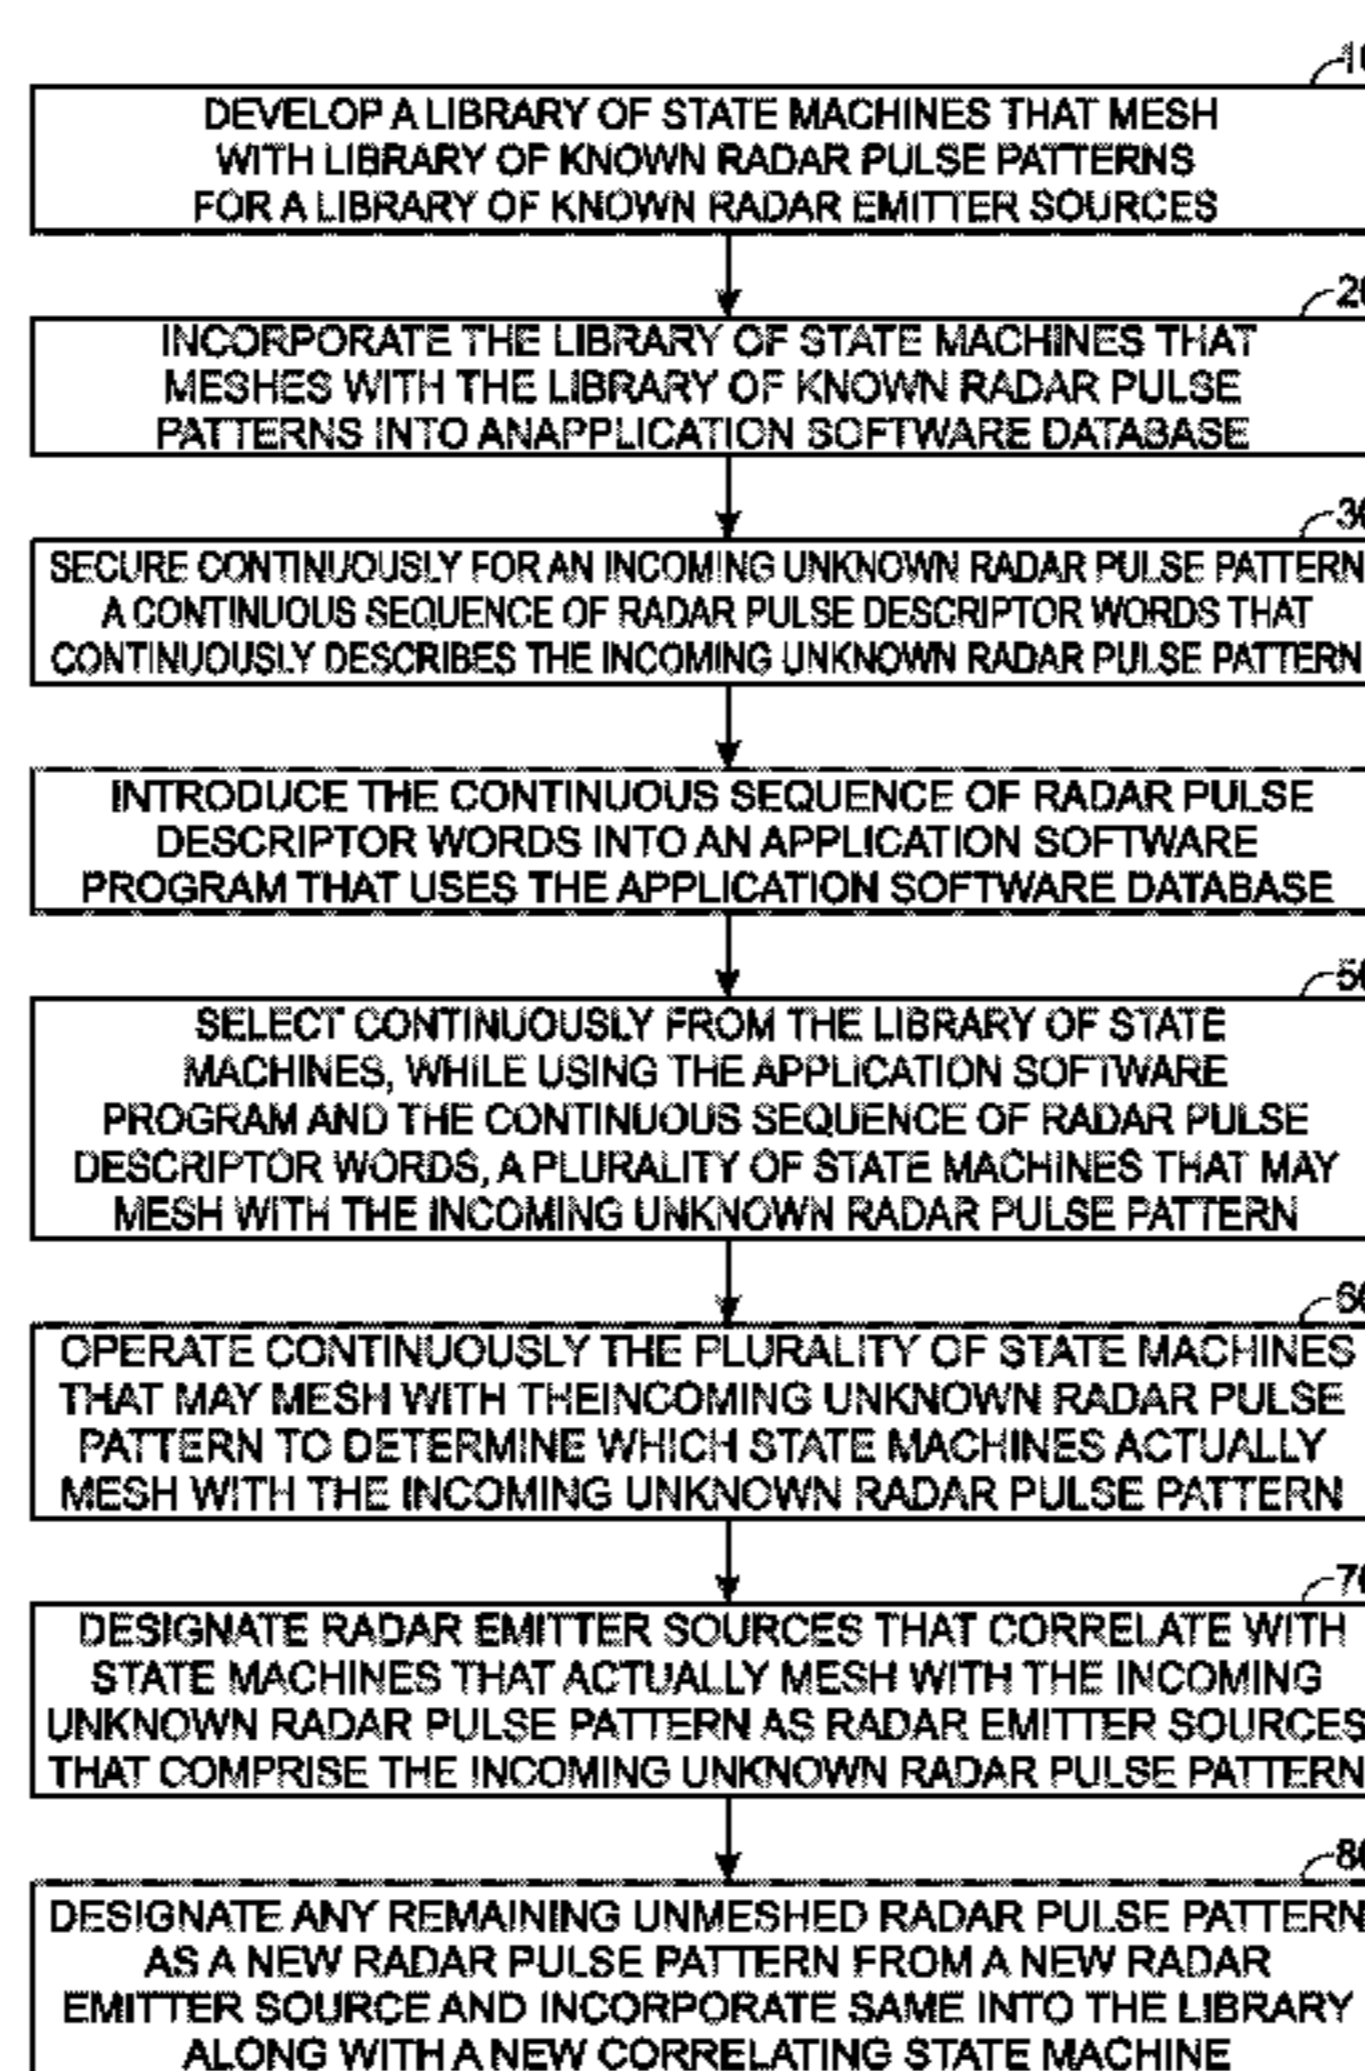 DEVELOP A LIBRARY OF STATE MACHINES THAT MESH
WITH LIBRARY OF KNOWN RADAR PULSE PATTERNS
FOR A LIBRARY OF KNOWN RADAR EMITTER SOURCES
INCORPORATE THE LIBRARY OF STATE MACHINES THAT
MESHES WITH THE LIBRARY OF KNOWN RADAR PULSE
PATTERNS INTO ANAPPLICATION SOFTWARE DATABASE
SECURE CONTINUOUSLY FOR AN INCOMING UNKNOWN RADAR PULSE PATTERN
A CONTINUOUS SEQUENCE OF RADAR PULSE DESCRIPTOR WORDS THAT
CONTINUOUSLY DESCRIBES THE INCOMING UNKNOWN RADAR PULSE PATTERN
INTRODUCE THE CONTINUOUS SEQUENCE OF RADAR PULSE
DESCRIPTOR WORDS INTO AN APPLICATION SOFTWARE
PROGRAM THAT USES THE APPLICATION SOFTWARE DATABASE
SELECT CONTINUOUSLY FROM THE LIBRARY OF STATE
MACHINES, WHILE USING THE APPLICATION SOFTWARE
PROGRAM AND THE CONTINUOUS SEQUENCE OF RADAR PULSE
DESCRIPTOR WORDS, A PLURALITY OF STATE MACHINES THAT MAY
MESH WITH THE INCOMING UNKNOWN RADAR PULSE PATTERN
OPERATE CONTINUOUSLY THE PLURALITY OF STATE MACHINES
THAT MAY MESH WITH THEINCOMING UNKNOWN RADAR PULSE
PATTERN TO DETERMINE WHICH STATE MACHINES ACTUALLY
MESH WITH THE INCOMING UNKNOWN RADAR PULSE PATTERN
DESIGNATE RADAR EMITTER SOURCES THAT CORRELATE WITH
STATE MACHINES THAT ACTUALLY MESH WITH THE INCOMING
UNKNOWN RADAR PULSE PATTERN AS RADAR EMITTER SOURCES
THAT COMPRISE THE INCOMING UNKNOWN RADAR PULSE PATTERN
DESIGNATE ANY REMAINING UNMESHED RADAR PULSE PATTERN
AS A NEW RADAR PULSE PATTERN FROM A NEW RADAR
EMITTER SOURCE AND INCORPORATE SAME INTO THE LIBRARY
ALONG WITH A NEW CORRELATING STATE MACHINE